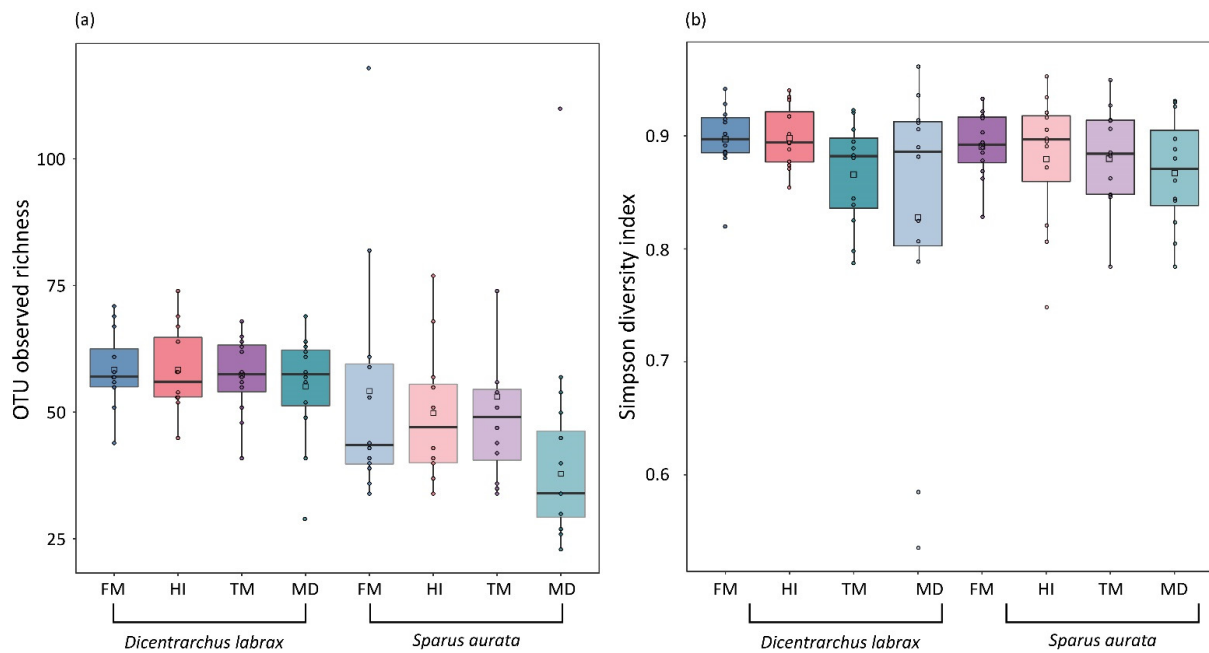 (a)
OTU observed richness
100
75
50
25
FM HI TM MD FM HI TM MD
Dicentrarchus labrax Sparus aurata
(b)
Simpson diversity index
0.9
0.8
0.7
0.6
FM HI TM MD FM HI TM MD
Dicentrarchus labrax Sparus aurata